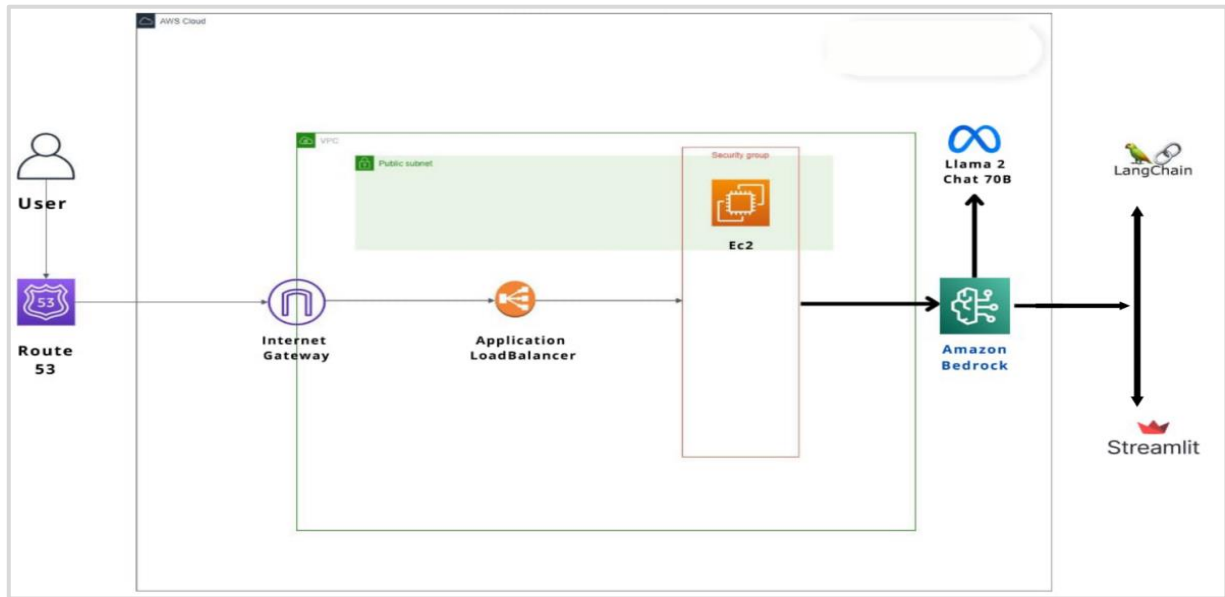 AWS Cloud
VPC
Public subnet
Security group
Ec2
User
53
Route
53
Internet
Gateway
Application
LoadBalancer
Llama 2
Chat 70B
Amazon
Bedrock
LangChain
Streamlit